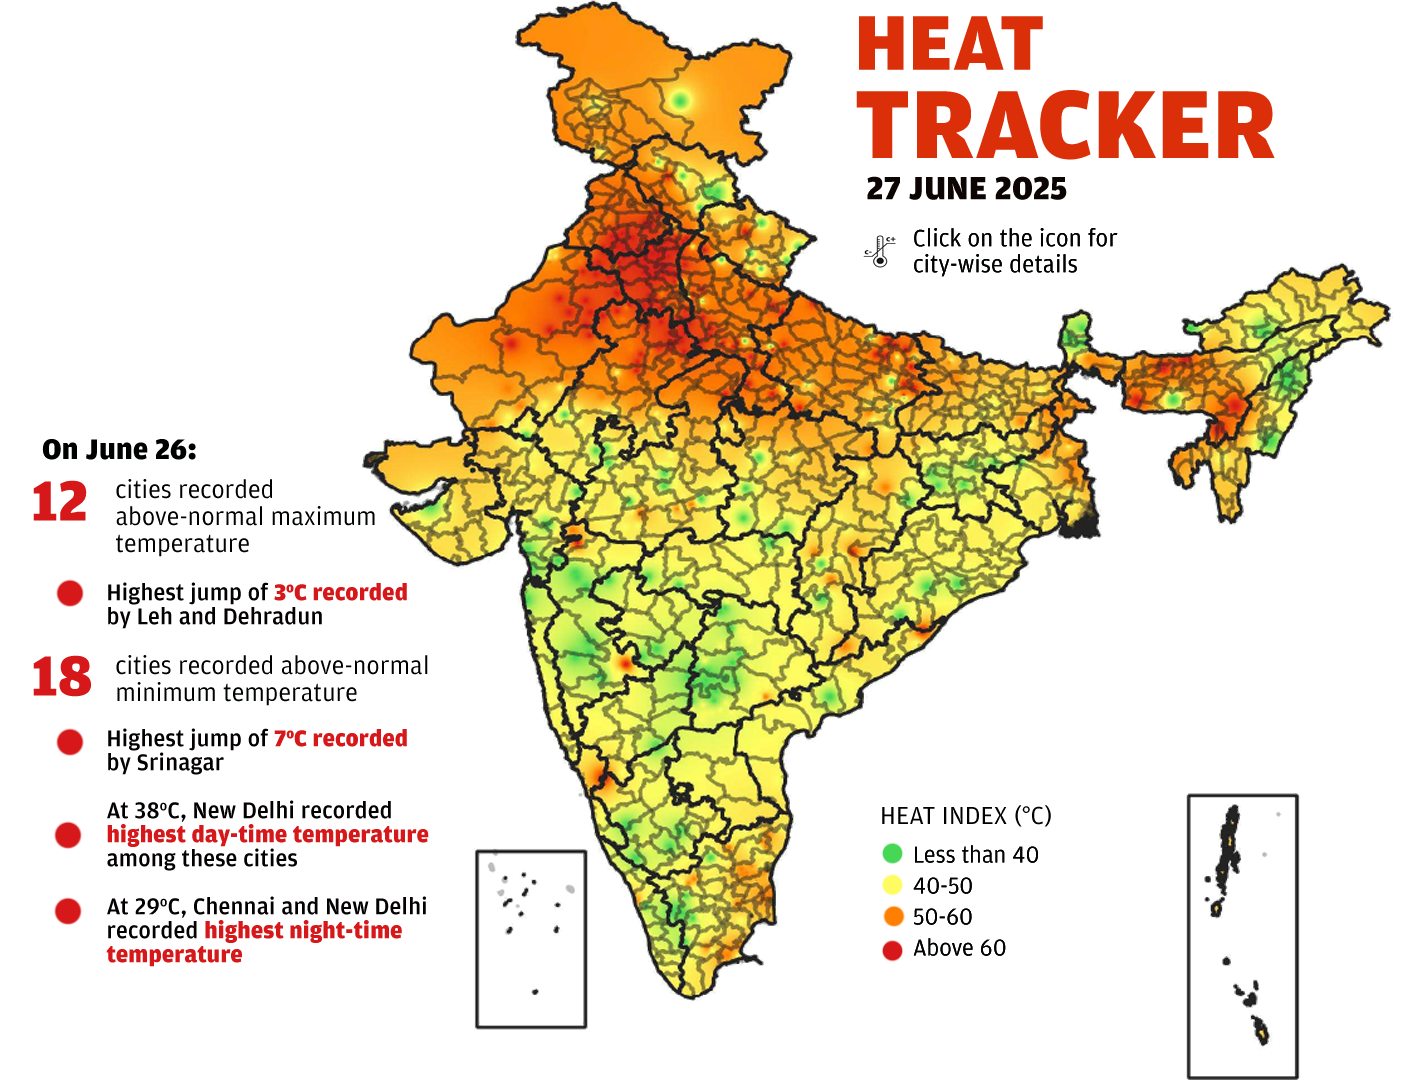 HEAT
TRACKER
27 JUNE 2025
C+
C-
Click on the icon for
city-wise details
On June 26:
12
cities recorded
above-normal maximum
temperature
Highest jump of 3ºC recorded
by Leh and Dehradun
18
cities recorded above-normal
minimum temperature
Highest jump of 7ºC recorded
by Srinagar
At 38ºC, New Delhi recorded
highest day-time temperature
among these cities
At 29ºC, Chennai and New Delhi
recorded highest night-time
temperature
HEAT INDEX (°C)
Less than 40
40-50
50-60
Above 60